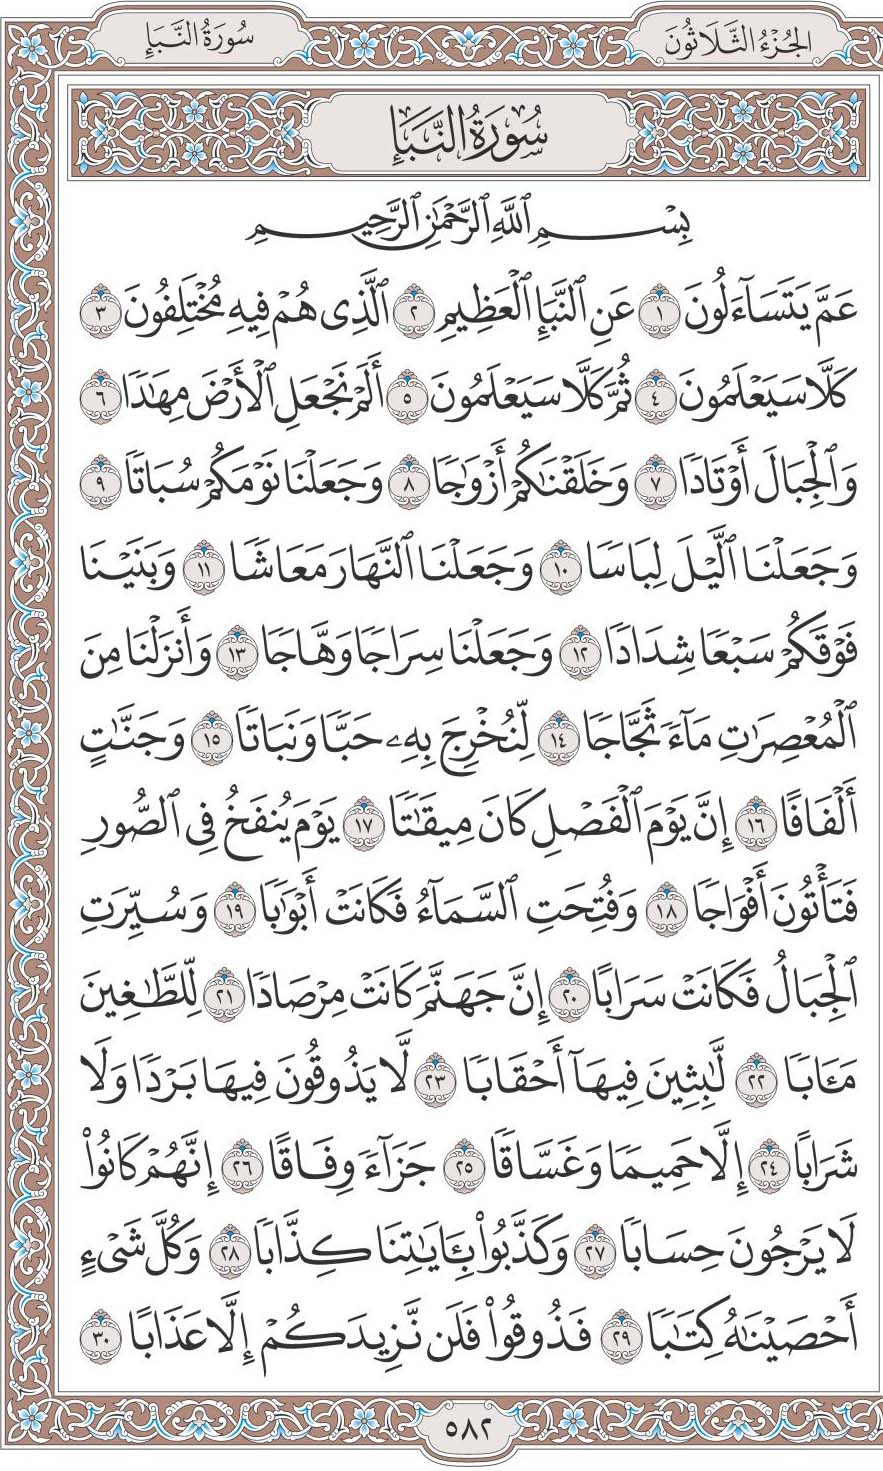 الجُزْءُ الثَّلَاثُونَ
سُورَةُ النَّبَإِ
سُورَةُ النَّبَإِ
بِسْمِ ٱللَّهِ ٱلرَّحْمَٰنِ ٱلرَّحِيمِ
عَمَّ يَتَسَآءَلُونَ ١ عَنِ ٱلنَّبَإِ ٱلْعَظِيمِ ٢ ٱلَّذِى هُمْ فِيهِ مُخْتَلِفُونَ ٣
كَلَّا سَيَعْلَمُونَ ٤ ثُمَّ كَلَّا سَيَعْلَمُونَ ٥ أَلَمْ نَجْعَلِ ٱلْأَرْضَ مِهَٰدًا ٦
وَٱلْجِبَالَ أَوْتَادًا ٧ وَخَلَقْنَٰكُمْ أَزْوَٰجًا ٨ وَجَعَلْنَا نَوْمَكُمْ سُبَاتًا ٩
وَجَعَلْنَا ٱلَّيْلَ لِبَاسًا ١٠ وَجَعَلْنَا ٱلنَّهَارَ مَعَاشًا ١١ وَبَنَيْنَا
فَوْقَكُمْ سَبْعًا شِدَادًا ١٢ وَجَعَلْنَا سِرَاجًا وَهَّاجًا ١٣ وَأَنزَلْنَا مِنَ
ٱلْمُعْصِرَٰتِ مَآءً ثَجَّاجًا ١٤ لِّنُخْرِجَ بِهِۦ حَبًّا وَنَبَاتًا ١٥ وَجَنَّٰتٍ
أَلْفَافًا ١٦ إِنَّ يَوْمَ ٱلْفَصْلِ كَانَ مِيقَٰتًا ١٧ يَوْمَ يُنفَخُ فِى ٱلصُّورِ
فَتَأْتُونَ أَفْوَاجًا ١٨ وَفُتِحَتِ ٱلسَّمَآءُ فَكَانَتْ أَبْوَٰبًا ١٩ وَسُيِّرَتِ
ٱلْجِبَالُ فَكَانَتْ سَرَابًا ٢٠ إِنَّ جَهَنَّمَ كَانَتْ مِرْصَادًا ٢١ لِّلطَّٰغِينَ
مَـَٔابًا ٢٢ لَّٰبِثِينَ فِيهَآ أَحْقَابًا ٢٣ لَّا يَذُوقُونَ فِيهَا بَرْدًا وَلَا
شَرَابًا ٢٤ إِلَّا حَمِيمًا وَغَسَّاقًا ٢٥ جَزَآءً وِفَاقًا ٢٦ إِنَّهُمْ كَانُوا۟
لَا يَرْجُونَ حِسَابًا ٢٧ وَكَذَّبُوا۟ بِـَٔايَٰتِنَا كِذَّابًا ٢٨ وَكُلَّ شَىْءٍ
أَحْصَيْنَٰهُ كِتَٰبًا ٢٩ فَذُوقُوا۟ فَلَن نَّزِيدَكُمْ إِلَّا عَذَابًا ٣٠
٥٨٢